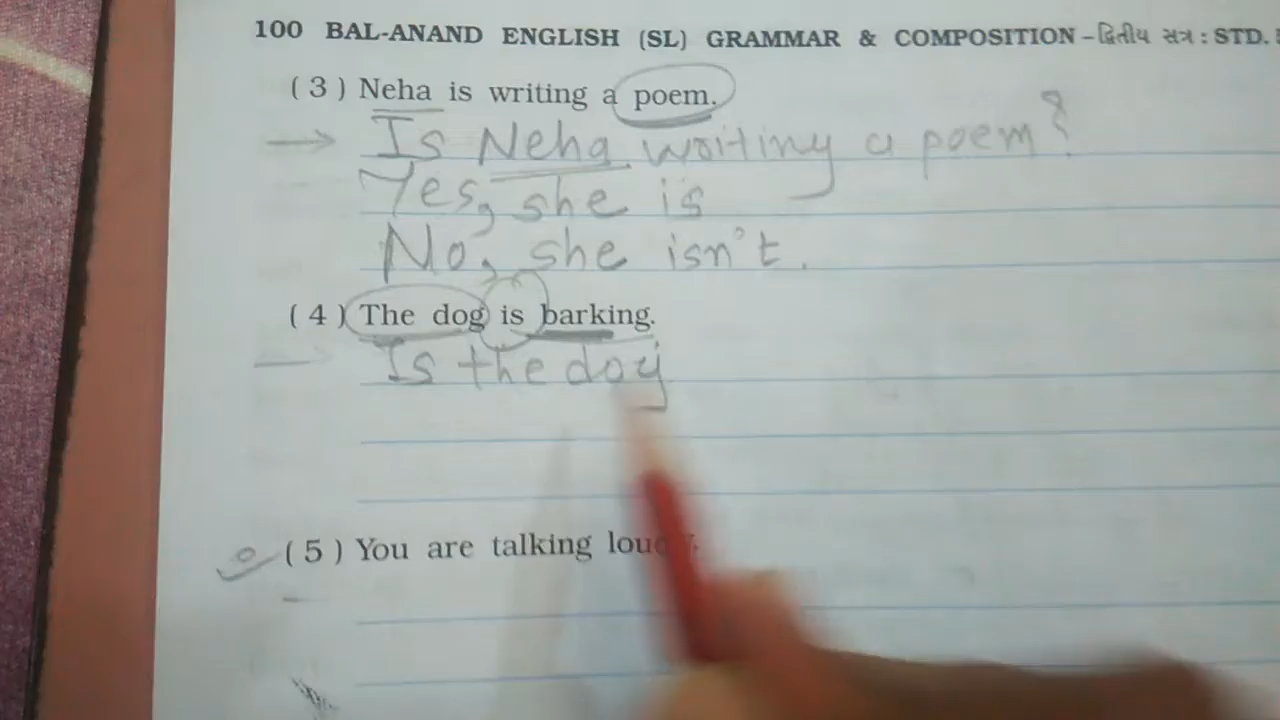 100 BAL-ANAND ENGLISH (SL) GRAMMAR & COMPOSITION – દ્વિતીય સત્ર : STD.
( 3 ) Neha is writing a poem.
Is Neha writing a poem?
Yes, she is
No, she isn't.
( 4 ) The dog is barking.
Is the dog
( 5 ) You are talking